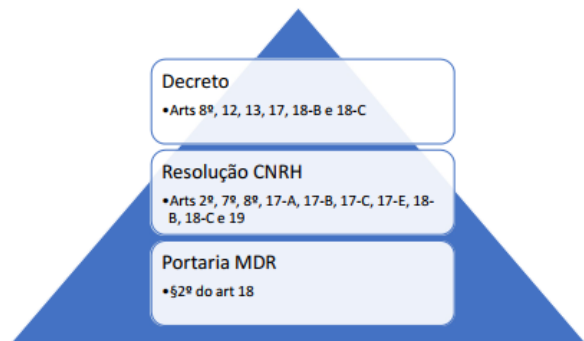 Decreto
•Arts 8º, 12, 13, 17, 18-B e 18-C
Resolução CNRH
•Arts 2º, 7º, 8º, 17-A, 17-B, 17-C, 17-E, 18-
B, 18-C e 19
Portaria MDR
•§2º do art 18